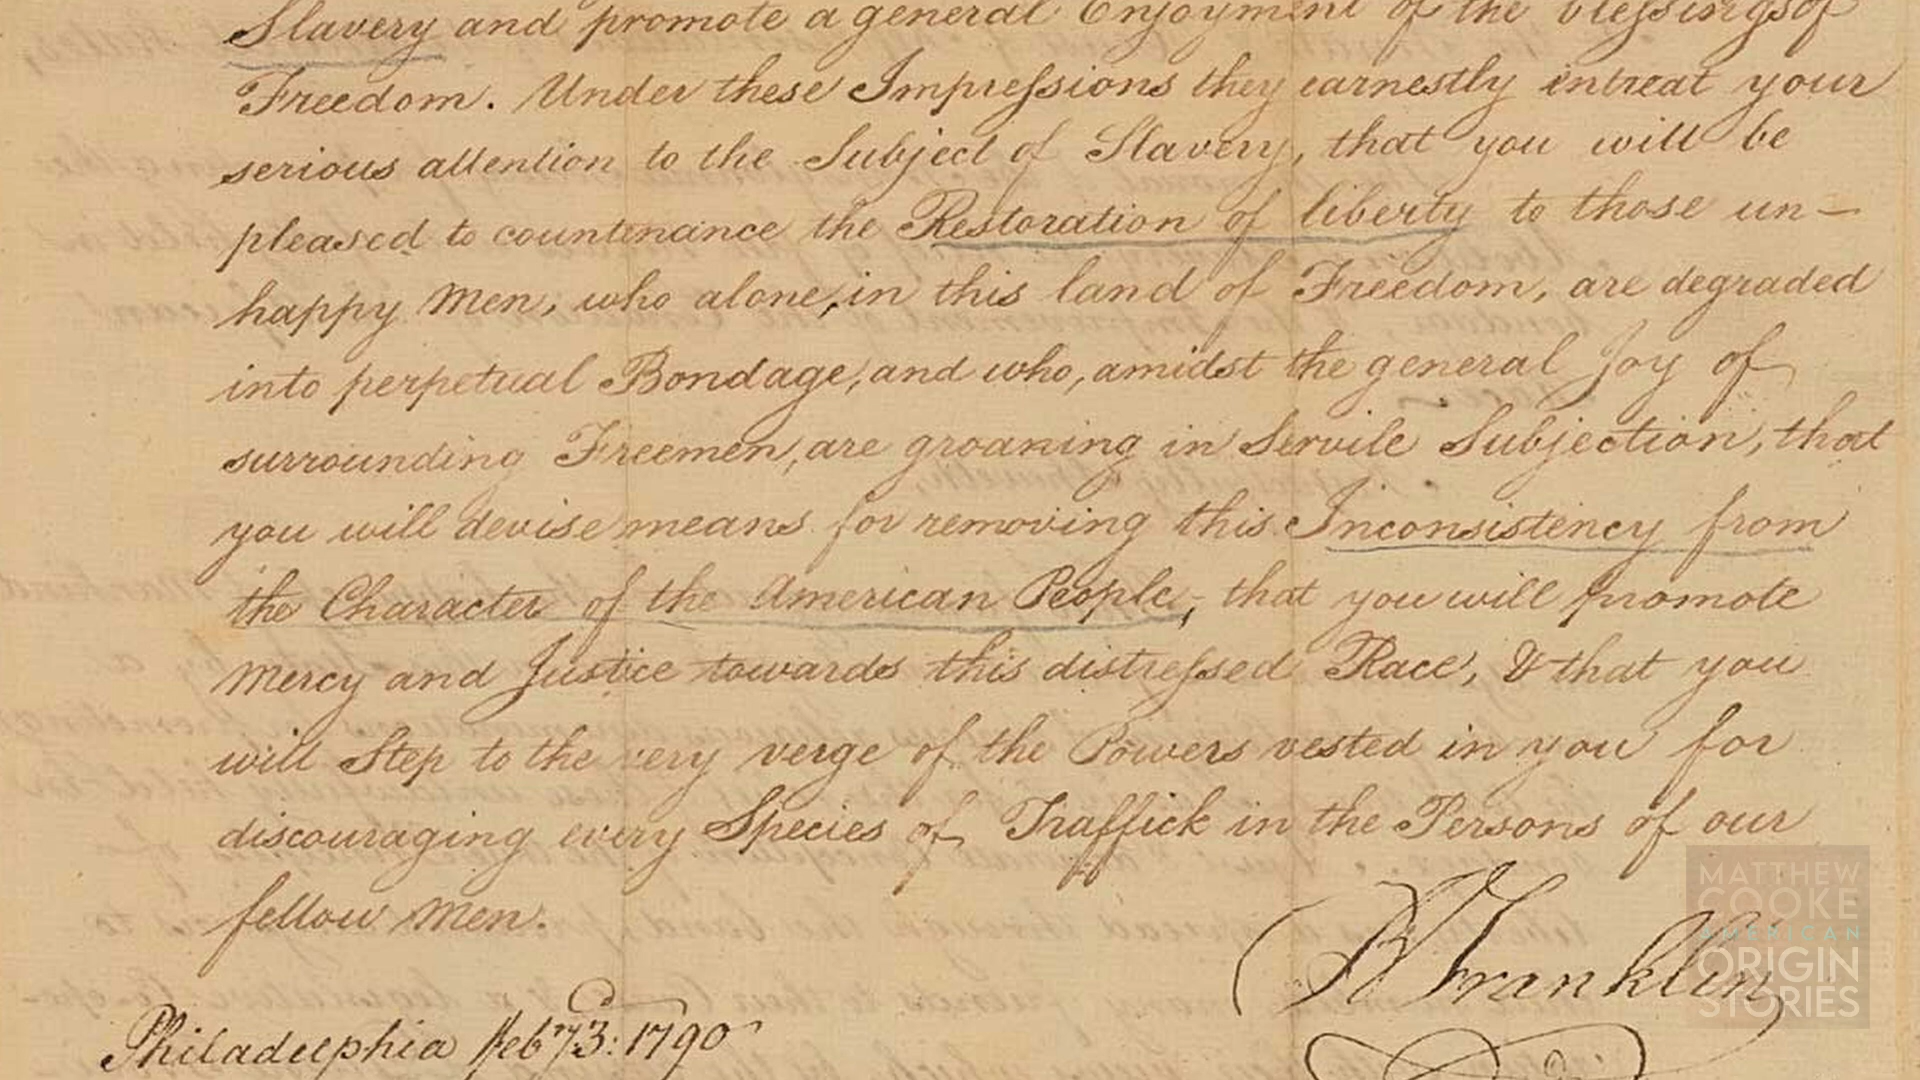 Slavery and promote a general Enjoyment of the blessings of
Freedom. Under these Impressions they earnestly intreat your
serious attention to the Subject of Slavery, that you will be
pleased to countenance the Restoration of liberty to those un-
happy Men, who alone, in this land of Freedom, are degraded
into perpetual Bondage, and who, amidst the general Joy of
surrounding Freemen, are groaning in Servile Subjection, that
you will devise means for removing this Inconsistency from
the Character of the American People, that you will promote
Mercy and Justice towards this distressed Race, & that you
will Step to the very verge of the Powers vested in you for
discouraging every Species of Traffick in the Persons of our
fellow Men.
B Franklin
Philadelphia Feby 3d: 1790
MATTHEW
COOKE
AMERICAN
ORIGIN
STORIES